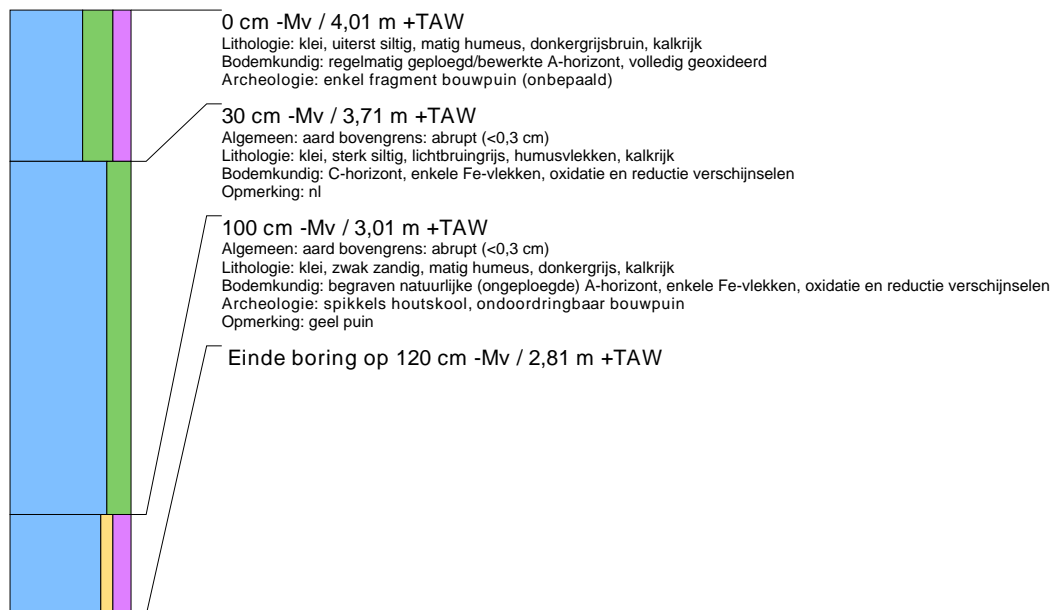 0 cm -Mv / 4,01 m +TAW
Lithologie: klei, uiterst siltig, matig humeus, donkergrijsbruin, kalkrijk
Bodemkundig: regelmatig geploegd/bewerkte A-horizont, volledig geoxideerd
Archeologie: enkel fragment bouwpuin (onbepaald)
30 cm -Mv / 3,71 m +TAW
Algemeen: aard bovengrens: abrupt (<0,3 cm)
Lithologie: klei, sterk siltig, lichtbruingrijs, humusvlekken, kalkrijk
Bodemkundig: C-horizont, enkele Fe-vlekken, oxidatie en reductie verschijnselen
Opmerking: nl
100 cm -Mv / 3,01 m +TAW
Algemeen: aard bovengrens: abrupt (<0,3 cm)
Lithologie: klei, zwak zandig, matig humeus, donkergrijs, kalkrijk
Bodemkundig: begraven natuurlijke (ongeploegde) A-horizont, enkele Fe-vlekken, oxidatie en reductie verschijnselen
Archeologie: spikkels houtskool, ondoordringbaar bouwpuin
Opmerking: geel puin
Einde boring op 120 cm -Mv / 2,81 m +TAW